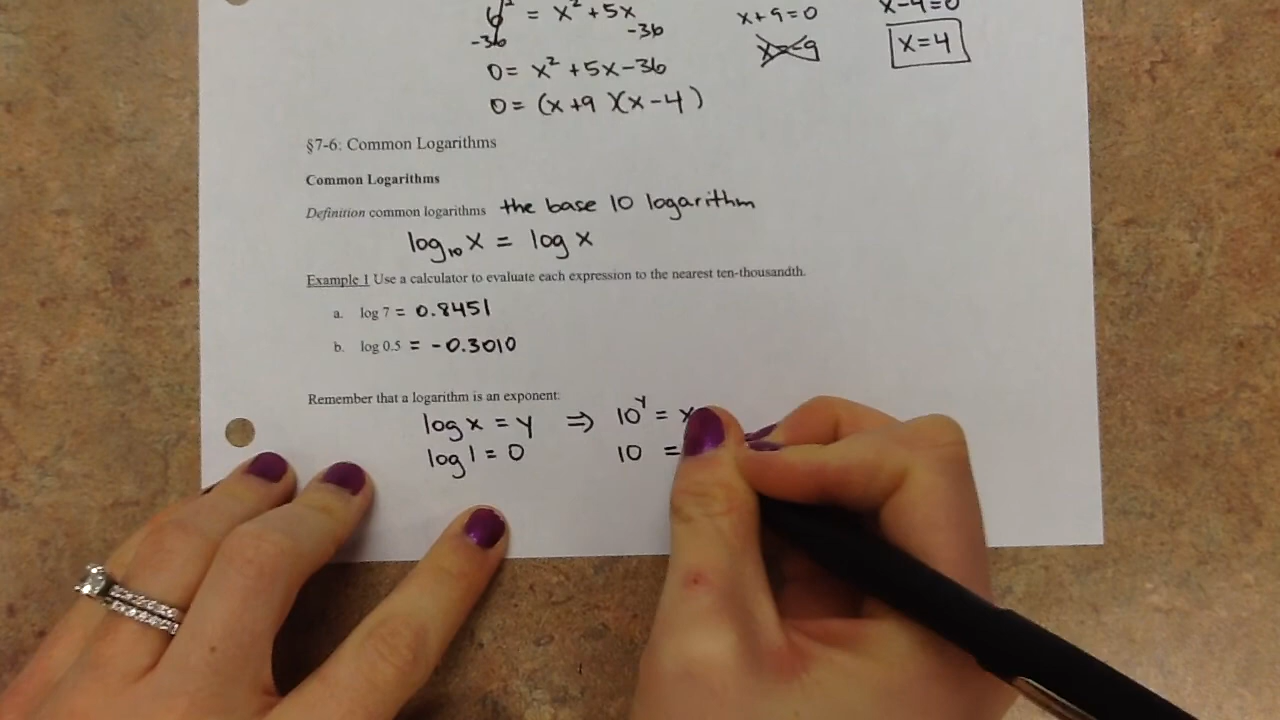 6² = x² + 5x
x + 9 = 0
x - 4 = 0
-36 -36
x = -9
x = 4
0 = x² + 5x - 36
0 = (x + 9)(x - 4)
§7-6: Common Logarithms
Common Logarithms
Definition common logarithms the base 10 logarithm
log₁₀ x = log x
Example 1 Use a calculator to evaluate each expression to the nearest ten-thousandth.
a. log 7 = 0.8451
b. log 0.5 = -0.3010
Remember that a logarithm is an exponent:
log x = y ⇒ 10ʸ = x
log 1 = 0 10 =